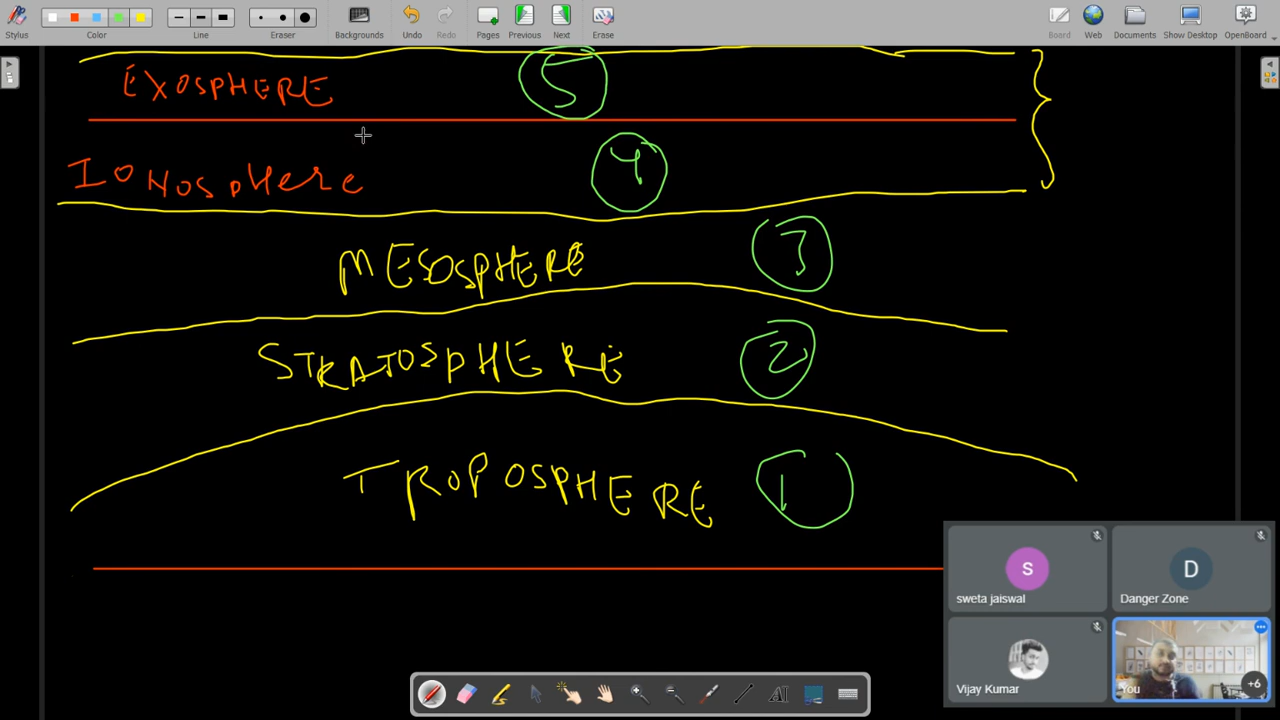 Stylus
Color
Line
Eraser
Backgrounds
Undo
Redo
Pages
Previous
Next
Erase
Board
Web
Documents
Show Desktop
OpenBoard
EXOSPHERE 5
IONOSPHere 4
MESOSPHERE 3
STRATOSPHERE 2
TROPOSPHERE 1
S
D
sweta jaiswal
Danger Zone
Vijay Kumar
You
+6
AI